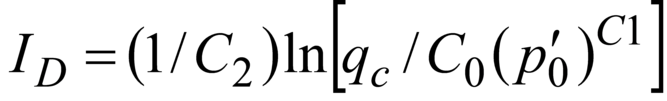 I_D = (1/C_2) ln[q_c / C_0 (p'_0)^{C1}]